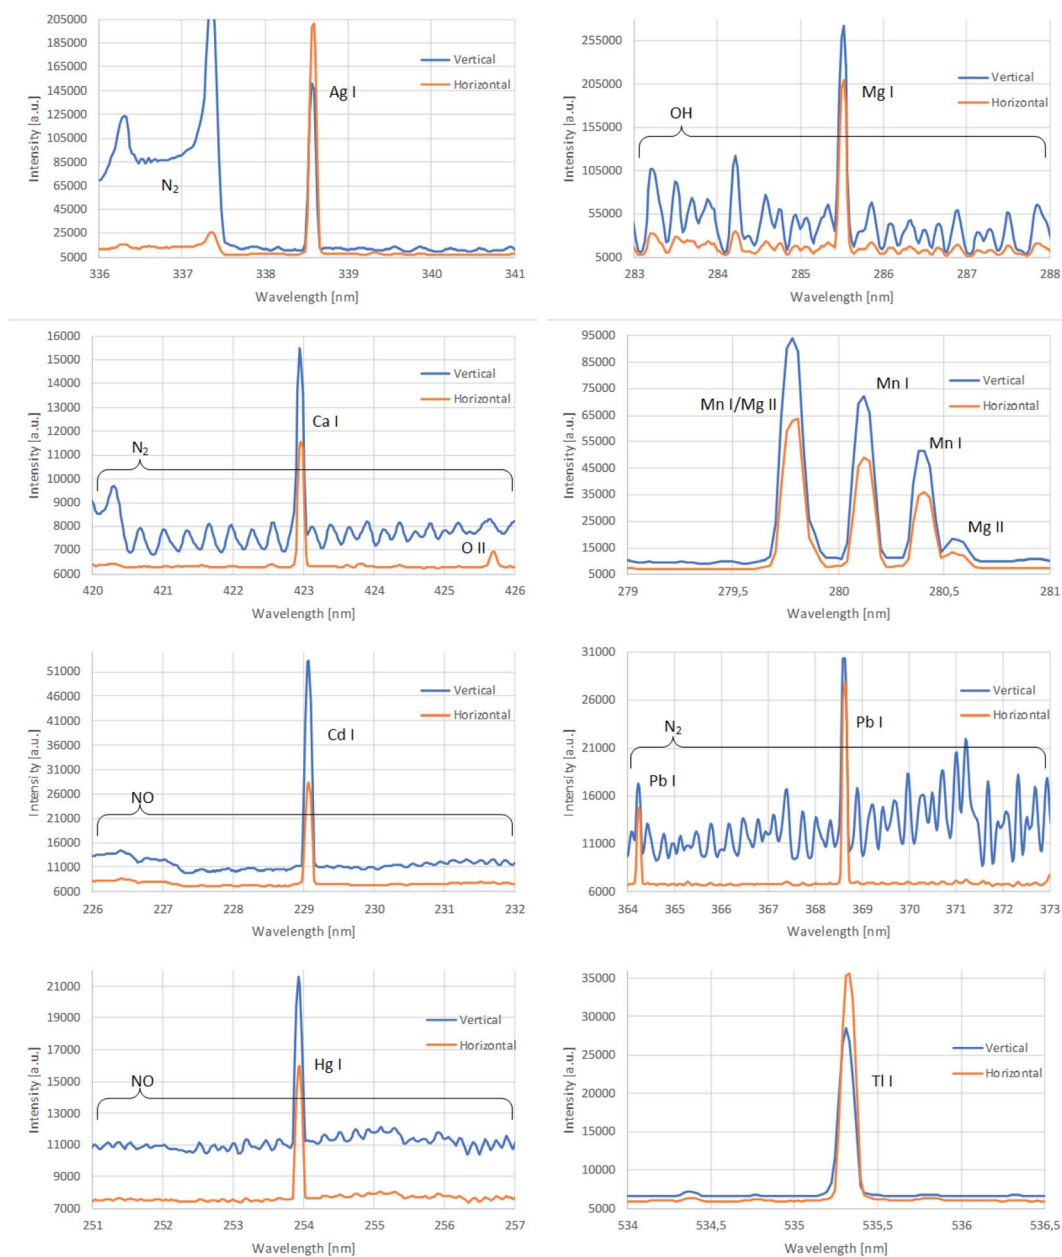 205000
185000
165000
145000
125000
105000
85000
65000
45000
25000
5000
Intensity [a.u.]
Vertical
Horizontal
Ag I
N₂
336 337 338 339 340 341
Wavelength [nm]
255000
205000
155000
105000
55000
5000
Intensity [a.u.]
Vertical
Horizontal
Mg I
OH
283 284 285 286 287 288
Wavelength [nm]
16000
15000
14000
13000
12000
11000
10000
9000
8000
7000
6000
Intensity [a.u.]
Vertical
Horizontal
Ca I
N₂
O II
420 421 422 423 424 425 426
Wavelength [nm]
95000
75000
55000
35000
15000
5000
Intensity [a.u.]
Vertical
Horizontal
Mn I/Mg II
Mn I
Mn I
Mg II
279 279,5 280 280,5 281
Wavelength [nm]
51000
46000
41000
36000
31000
26000
21000
16000
11000
6000
Intensity [a.u.]
Vertical
Horizontal
Cd I
NO
226 227 228 229 230 231 232
Wavelength [nm]
31000
26000
21000
16000
11000
6000
Intensity [a.u.]
Vertical
Horizontal
N₂
Pb I
Pb I
364 365 366 367 368 369 370 371 372 373
Wavelength [nm]
21000
19000
17000
15000
13000
11000
9000
7000
Intensity [a.u.]
Vertical
Horizontal
Hg I
NO
251 252 253 254 255 256 257
Wavelength [nm]
35000
30000
25000
20000
15000
10000
5000
Intensity [a.u.]
Vertical
Horizontal
Tl I
534 534,5 535 535,5 536 536,5
Wavelength [nm]